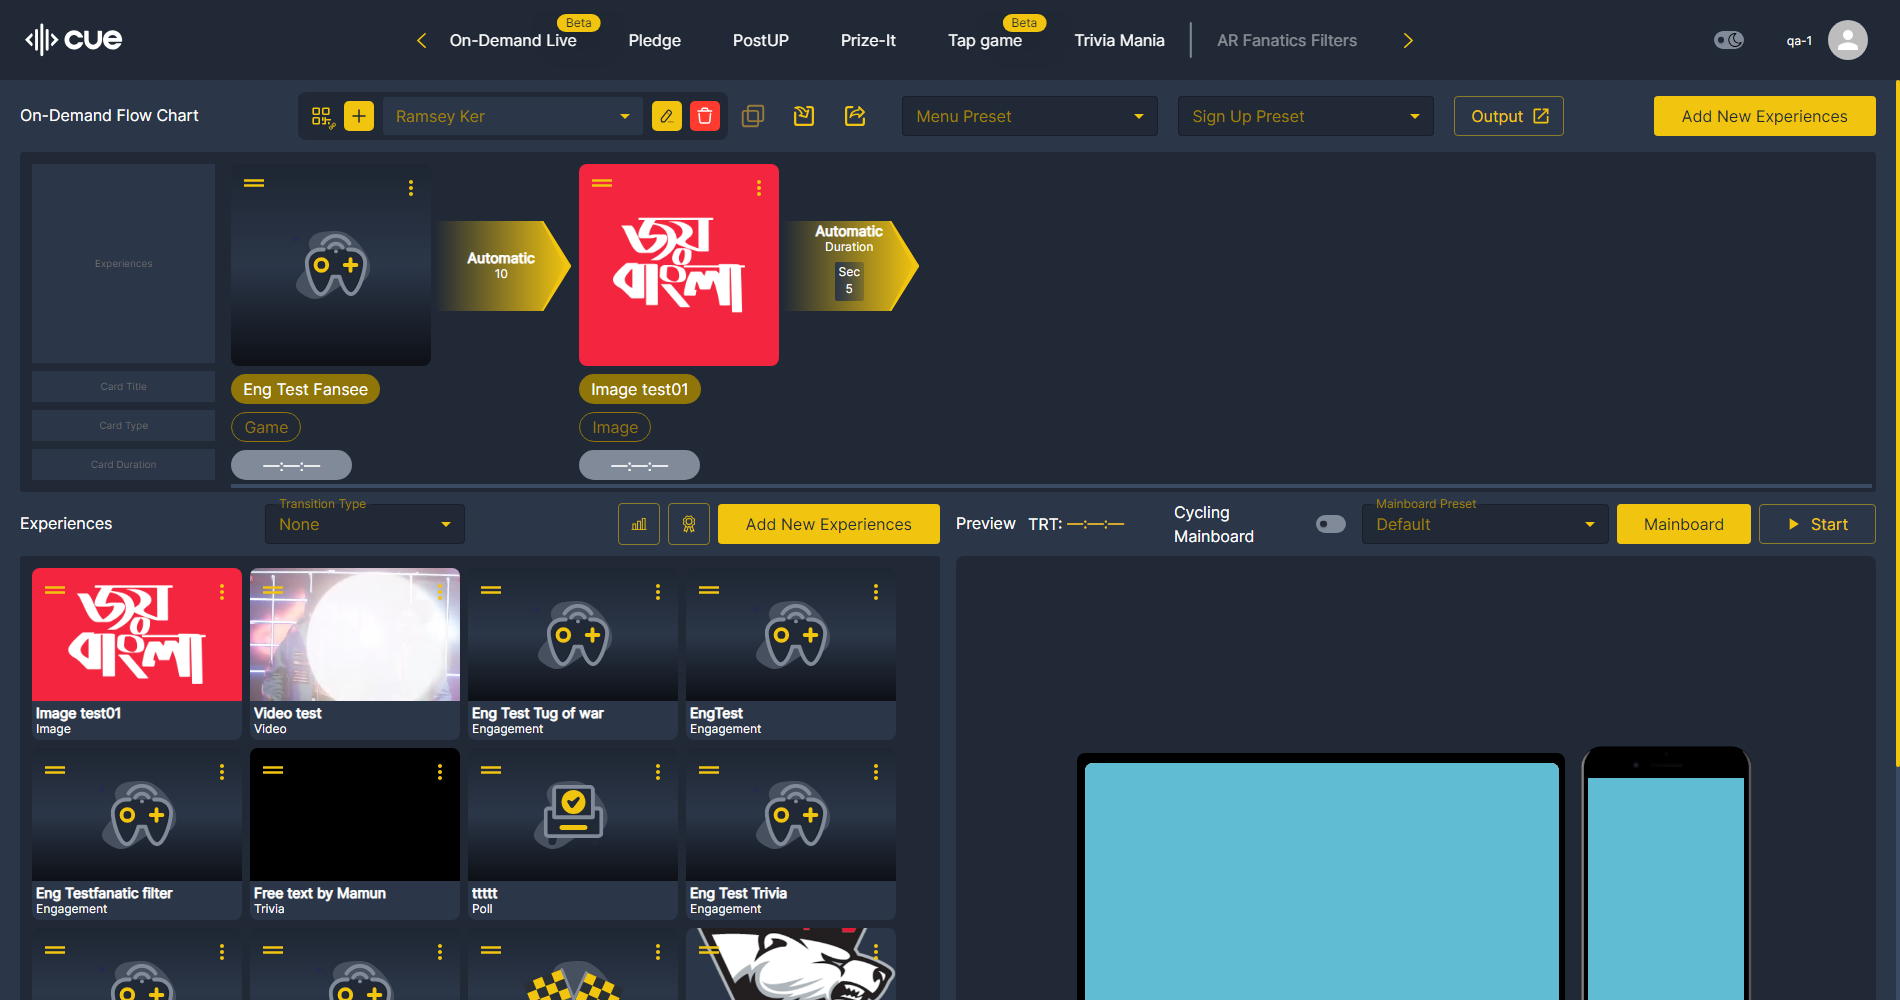 cue
On-Demand Live
Beta
Pledge
PostUP
Prize-It
Tap game
Beta
Trivia Mania
AR Fanatics Filters
qa-1
On-Demand Flow Chart
Ramsey Ker
Menu Preset
Sign Up Preset
Output
Add New Experiences
Experiences
Automatic
10
জয়
বাংলা
Automatic
Duration
Sec
5
Card Title
Eng Test Fansee
Image test01
Card Type
Game
Image
Card Duration
—:—:—
—:—:—
Experiences
Transition Type
None
Add New Experiences
Preview
TRT: —:—:—
Cycling
Mainboard
Mainboard Preset
Default
Mainboard
Start
জয়
বাংলা
Image test01
Image
Video test
Video
Eng Test Tug of war
Engagement
EngTest
Engagement
Eng Testfanatic filter
Engagement
Free text by Mamun
Trivia
ttttt
Poll
Eng Test Trivia
Engagement